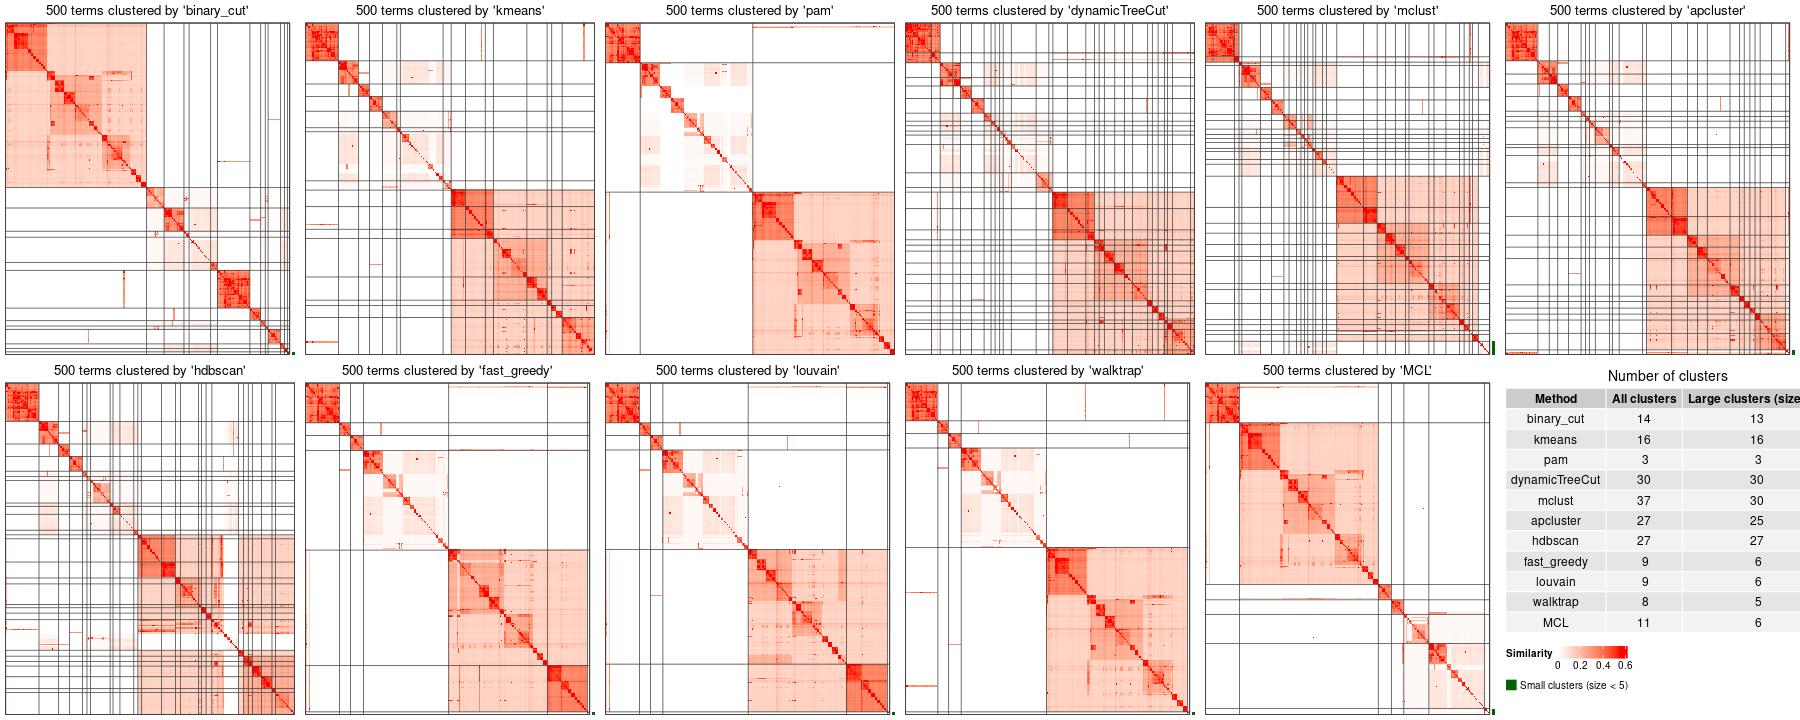 500 terms clustered by 'binary_cut'
500 terms clustered by 'kmeans'
500 terms clustered by 'pam'
500 terms clustered by 'dynamicTreeCut'
500 terms clustered by 'mclust'
500 terms clustered by 'apcluster'
500 terms clustered by 'hdbscan'
500 terms clustered by 'fast_greedy'
500 terms clustered by 'louvain'
500 terms clustered by 'walktrap'
500 terms clustered by 'MCL'
Number of clusters
Method All clusters Large clusters (size
binary_cut 14 13
kmeans 16 16
pam 3 3
dynamicTreeCut 30 30
mclust 37 30
apcluster 27 25
hdbscan 27 27
fast_greedy 9 6
louvain 9 6
walktrap 8 5
MCL 11 6
Similarity
0 0.2 0.4 0.6
Small clusters (size < 5)